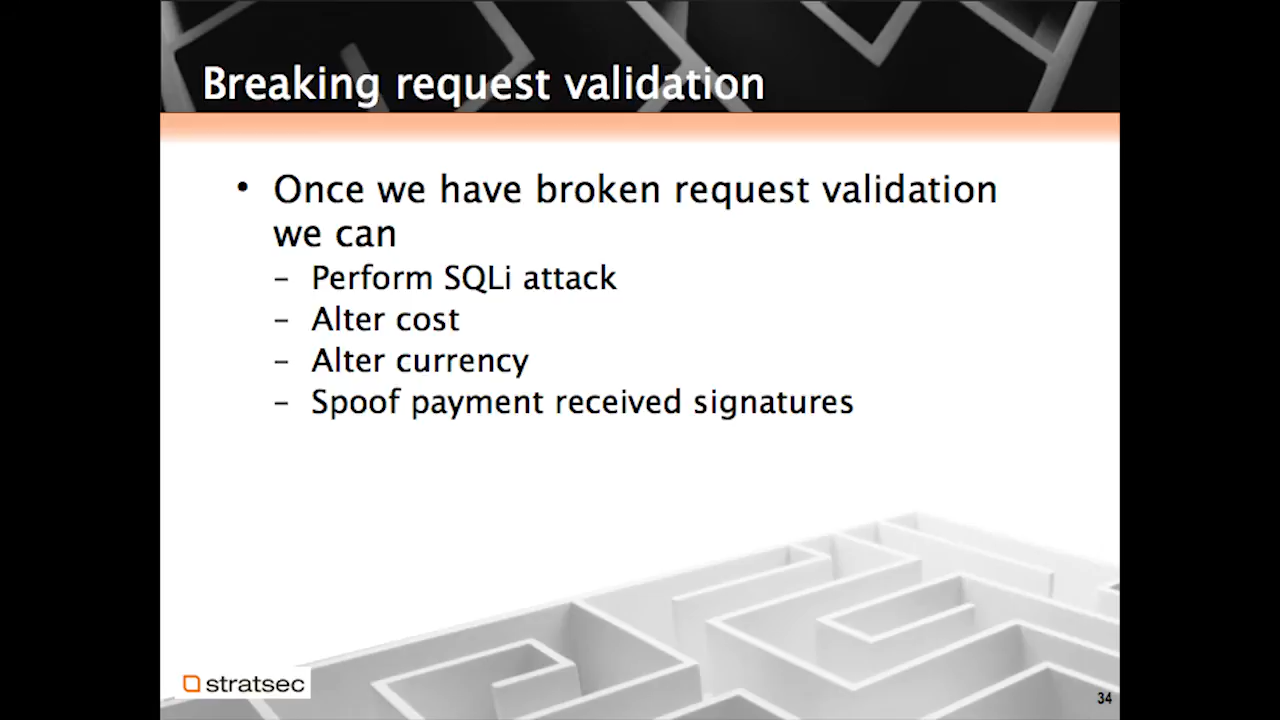 Breaking request validation
• Once we have broken request validation
we can
– Perform SQLi attack
– Alter cost
– Alter currency
– Spoof payment received signatures
stratsec
34